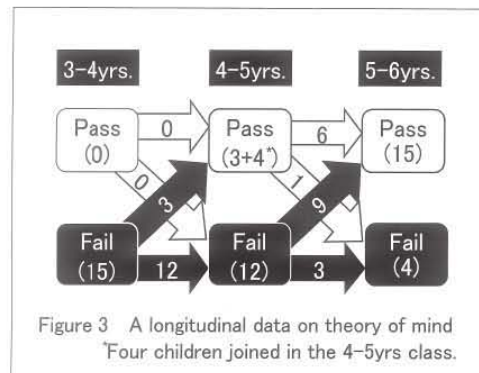 3-4yrs. 4-5yrs. 5-6yrs.
Pass 0 Pass 6 Pass
(0) (3+4*) (15)
0 3 1 9
Fail Fail Fail
(15) 12 (12) 3 (4)
Figure 3 A longitudinal data on theory of mind
*Four children joined in the 4-5yrs class.